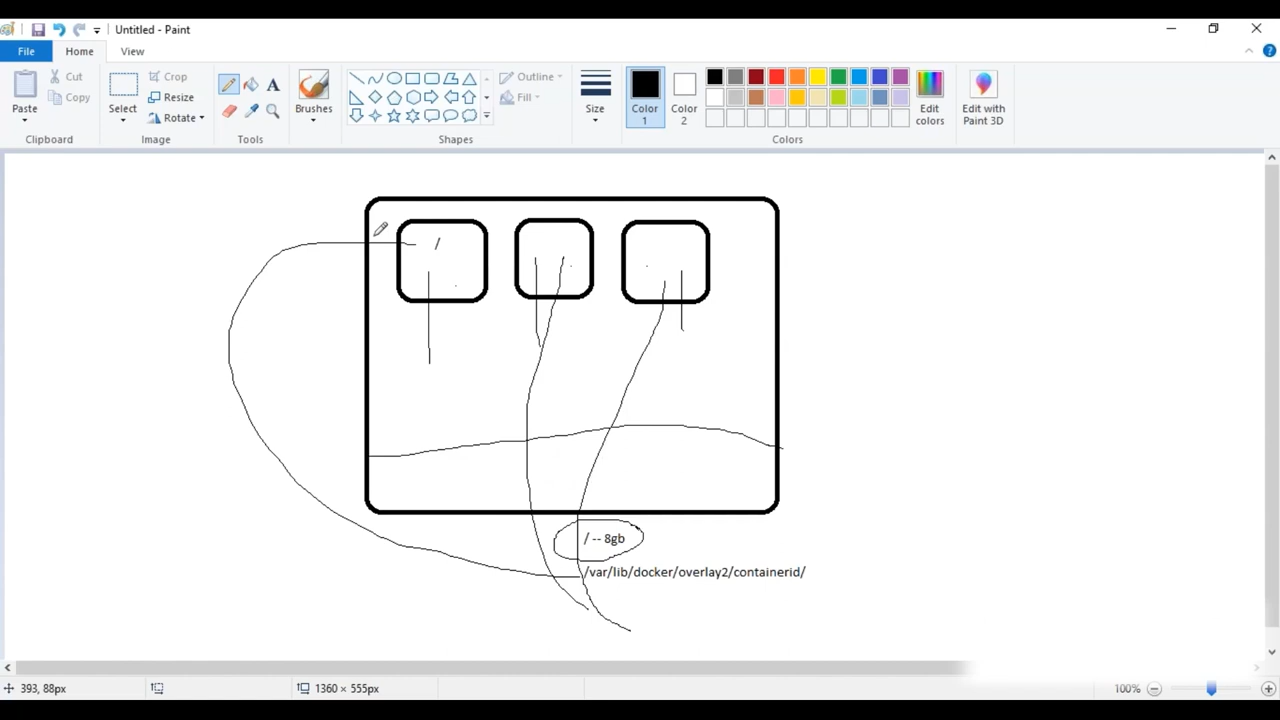 Untitled - Paint
File
Home
View
Paste
Cut
Copy
Clipboard
Select
Crop
Resize
Rotate
Image
A
Tools
Brushes
Shapes
Outline
Fill
Size
Color 1
Color 2
Colors
Edit colors
Edit with Paint 3D
/
/ -- 8gb
/var/lib/docker/overlay2/containerid/
393, 88px
1360 × 555px
100%